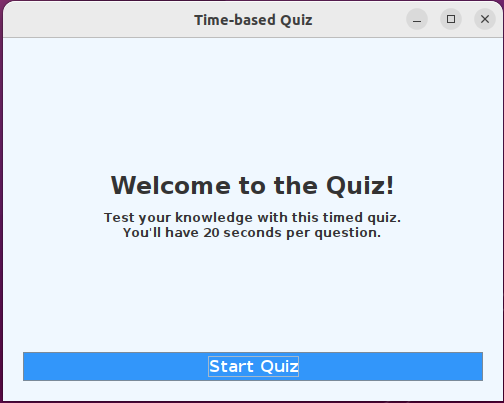 Time-based Quiz
Welcome to the Quiz!
Test your knowledge with this timed quiz.
You'll have 20 seconds per question.
Start Quiz